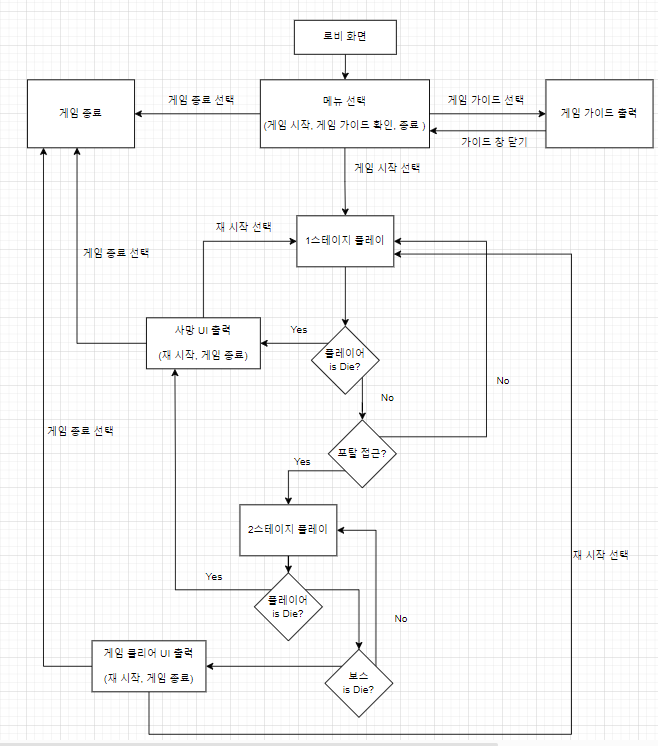 로비 화면
게임 종료
게임 종료 선택
메뉴 선택
(게임 시작, 게임 가이드 확인, 종료 )
게임 가이드 선택
가이드 창 닫기
게임 가이드 출력
게임 시작 선택
재 시작 선택
1스테이지 플레이
게임 종료 선택
사망 UI 출력
(재 시작, 게임 종료)
Yes
플레이어
is Die?
No
No
게임 종료 선택
포탈 접근?
Yes
2스테이지 플레이
재 시작 선택
Yes
플레이어
is Die?
No
게임 클리어 UI 출력
(재 시작, 게임 종료)
보스
is Die?